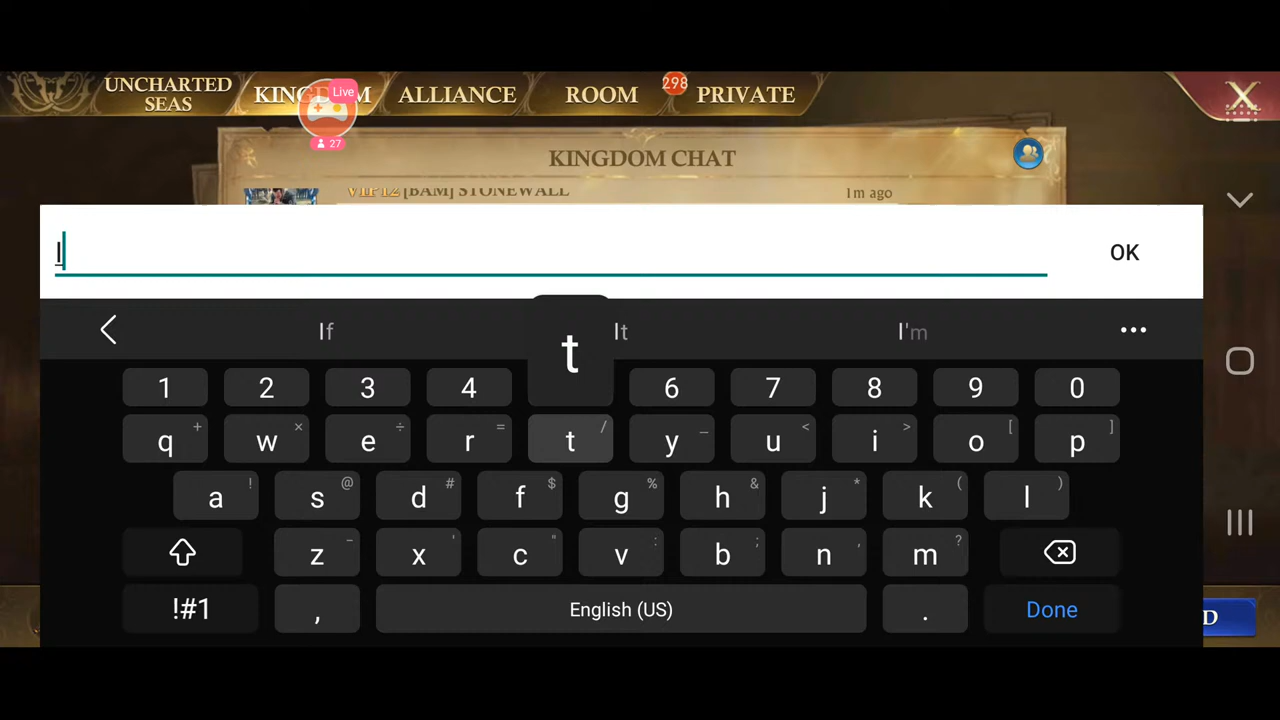 UNCHARTED SEAS
KINGDOM
Live
27
ALLIANCE
ROOM
298
PRIVATE
X
KINGDOM CHAT
VIP12 [BAM] STONEWALL
1m ago
I
OK
If
It
I'm
t
1 2 3 4 6 7 8 9 0
q + w × e ÷ r = t / y _ u < i > o [ p ]
a ! s @ d # f $ g % h & j * k ( l )
z - x ' c " v : b ; n , m ?
!#1 , English (US) . Done
D